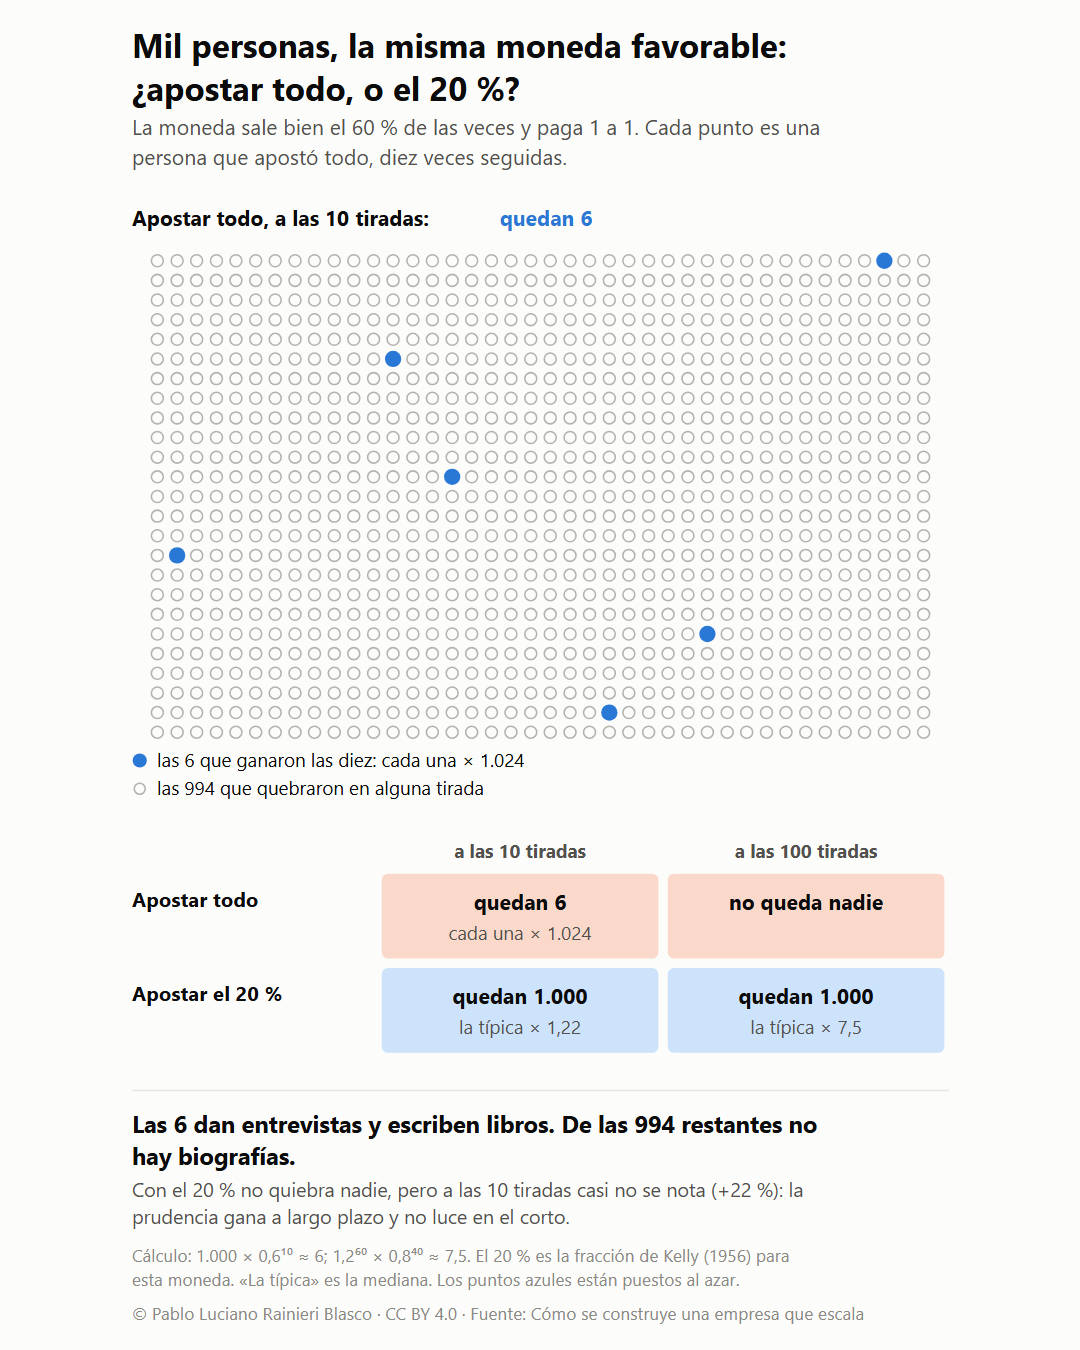 Mil personas, la misma moneda favorable:
¿apostar todo, o el 20 %?
La moneda sale bien el 60 % de las veces y paga 1 a 1. Cada punto es una
persona que apostó todo, diez veces seguidas.
Apostar todo, a las 10 tiradas: quedan 6
las 6 que ganaron las diez: cada una × 1.024
las 994 que quebraron en alguna tirada
a las 10 tiradas a las 100 tiradas
Apostar todo quedan 6 no queda nadie
cada una × 1.024
Apostar el 20 % quedan 1.000 quedan 1.000
la típica × 1,22 la típica × 7,5
Las 6 dan entrevistas y escriben libros. De las 994 restantes no
hay biografías.
Con el 20 % no quiebra nadie, pero a las 10 tiradas casi no se nota (+22 %): la
prudencia gana a largo plazo y no luce en el corto.
Cálculo: 1.000 × 0,6¹⁰ ≈ 6; 1,2⁶⁰ × 0,8⁴⁰ ≈ 7,5. El 20 % es la fracción de Kelly (1956) para
esta moneda. «La típica» es la mediana. Los puntos azules están puestos al azar.
© Pablo Luciano Rainieri Blasco · CC BY 4.0 · Fuente: Cómo se construye una empresa que escala